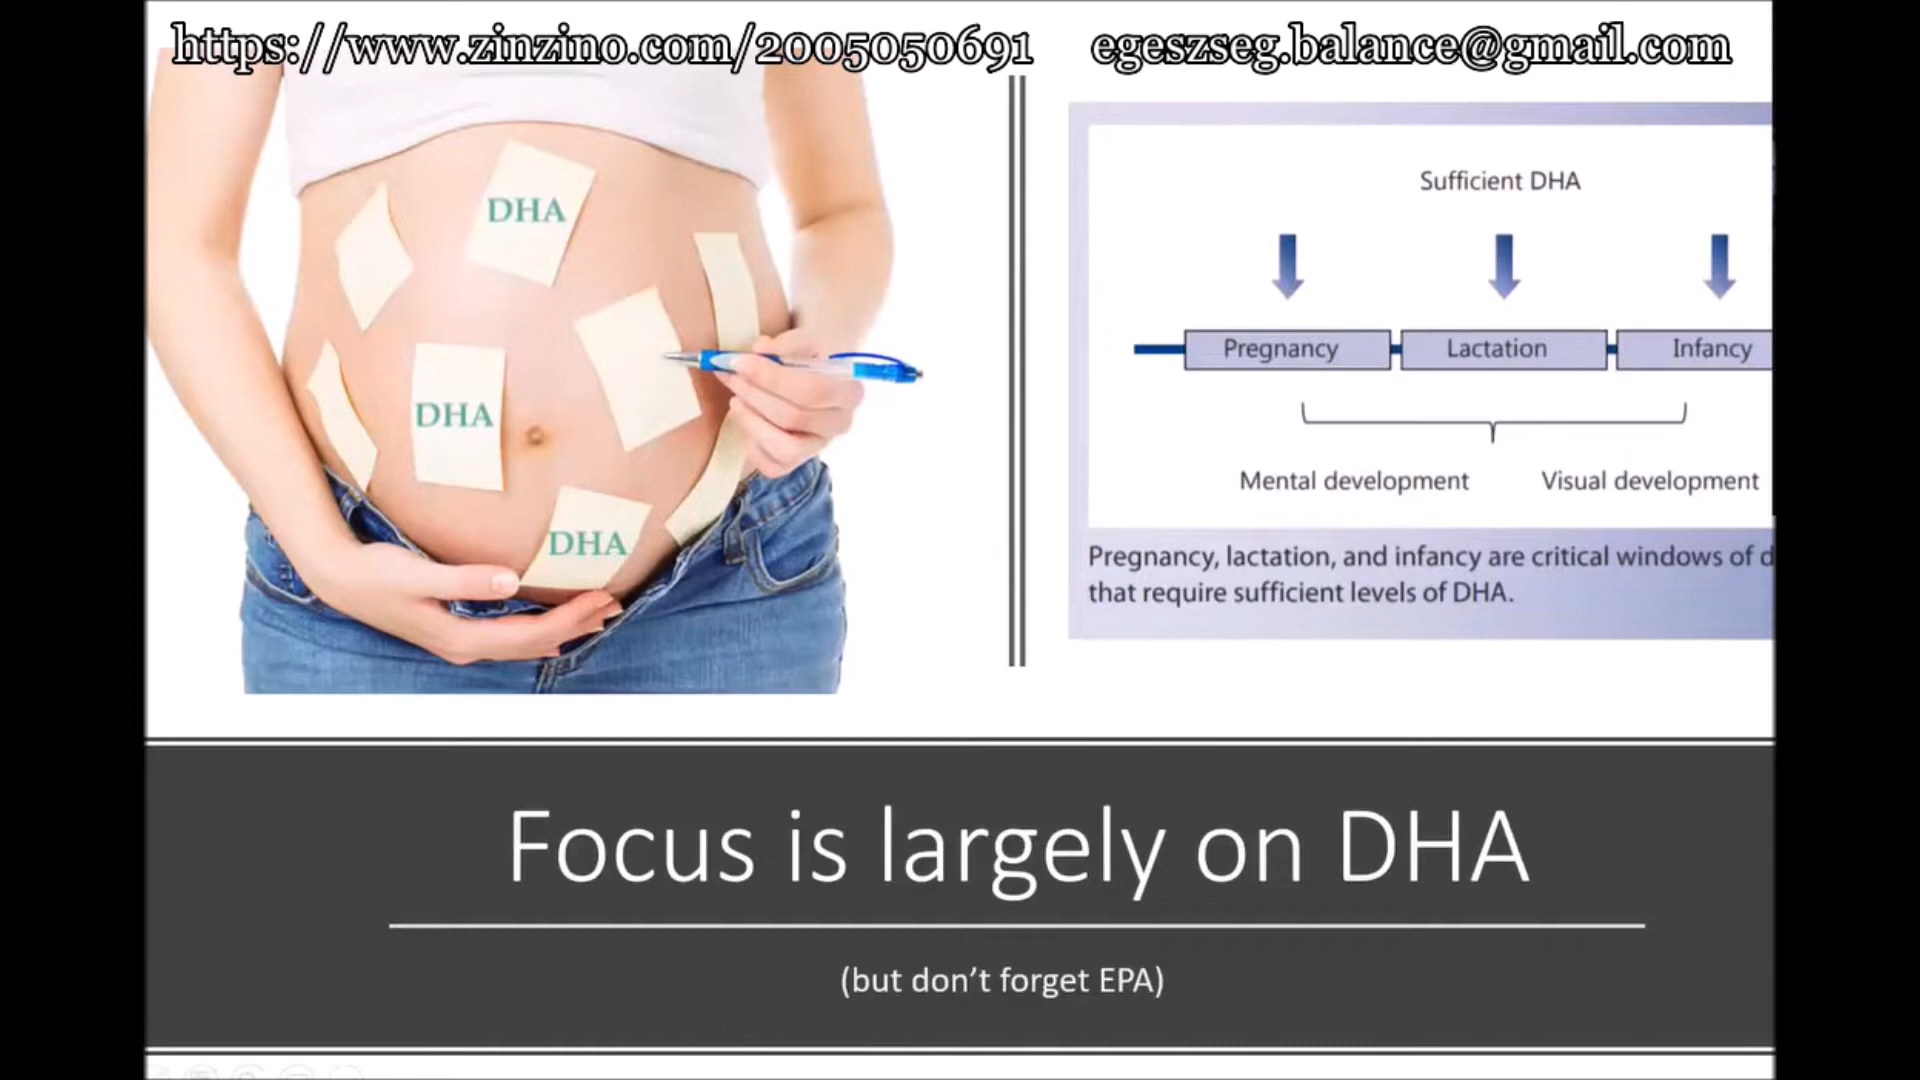 https://www.zinzino.com/2005050691 egeszseg.balance@gmail.com
DHA
DHA
DHA
Sufficient DHA
Pregnancy Lactation Infancy
Mental development Visual development
Pregnancy, lactation, and infancy are critical windows of
that require sufficient levels of DHA.
Focus is largely on DHA
(but don't forget EPA)